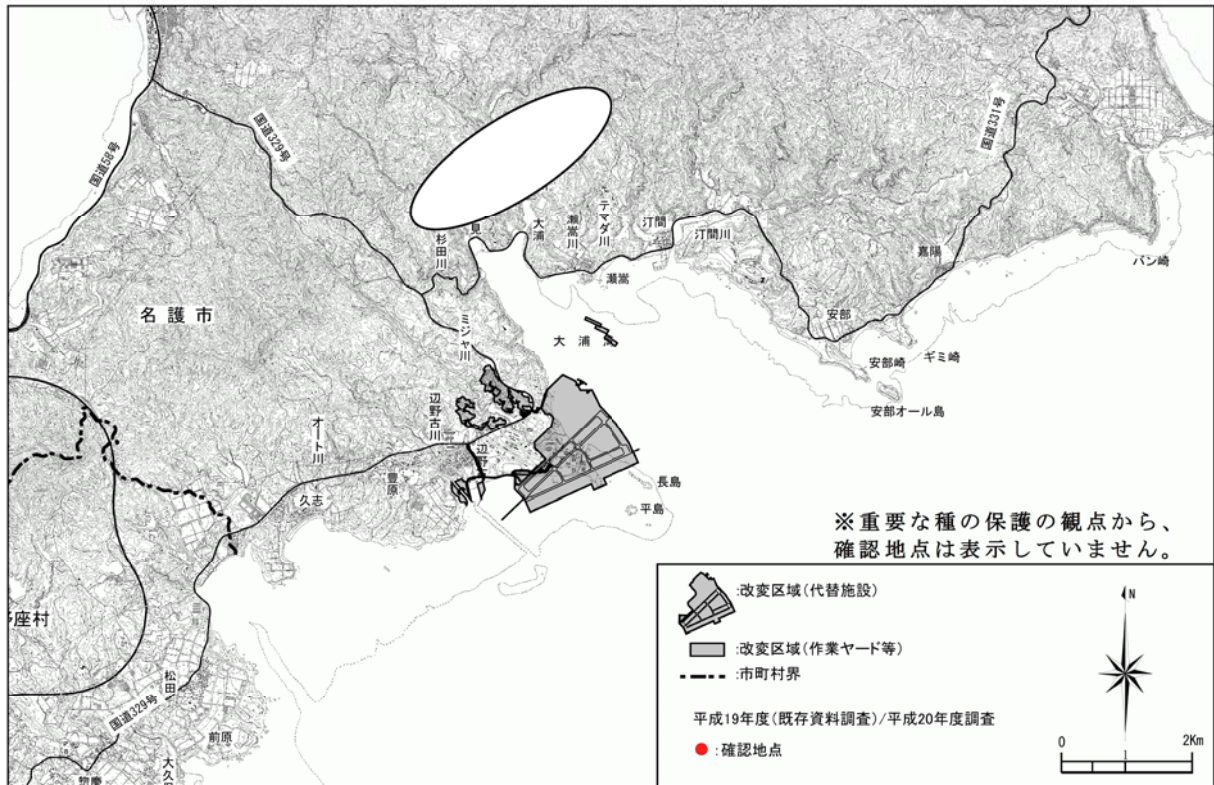 国道58号
国道329号
国道331号
名護市
杉田川
見
大浦
瀬嵩川
テマダ川
汀間
汀間川
瀬嵩
嘉陽
バン崎
安部
安部崎
ギミ崎
安部オール島
大浦
ミジャ川
辺野古川
辺野
オート川
久志
豊原
長島
平島
座村
松田
国道329号
前原
惣慶
大久
※重要な種の保護の観点から、
確認地点は表示していません。
:改変区域(代替施設)
:改変区域(作業ヤード等)
:市町村界
平成19年度(既存資料調査)/平成20年度調査
:確認地点
N
0 1 2Km